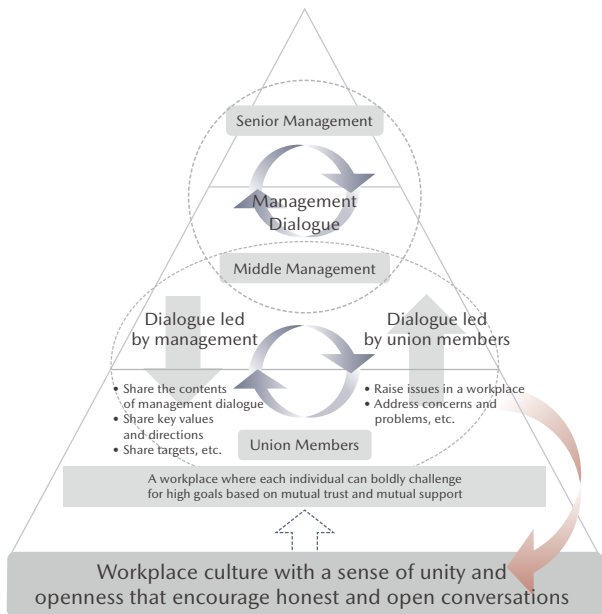 Senior Management
Management
Dialogue
Middle Management
Dialogue led
by management
Dialogue led
by union members
• Share the contents
of management dialogue
• Share key values
and directions
• Share targets, etc.
• Raise issues in a workplace
• Address concerns and
problems, etc.
Union Members
A workplace where each individual can boldly challenge
for high goals based on mutual trust and mutual support
Workplace culture with a sense of unity and
openness that encourage honest and open conversations